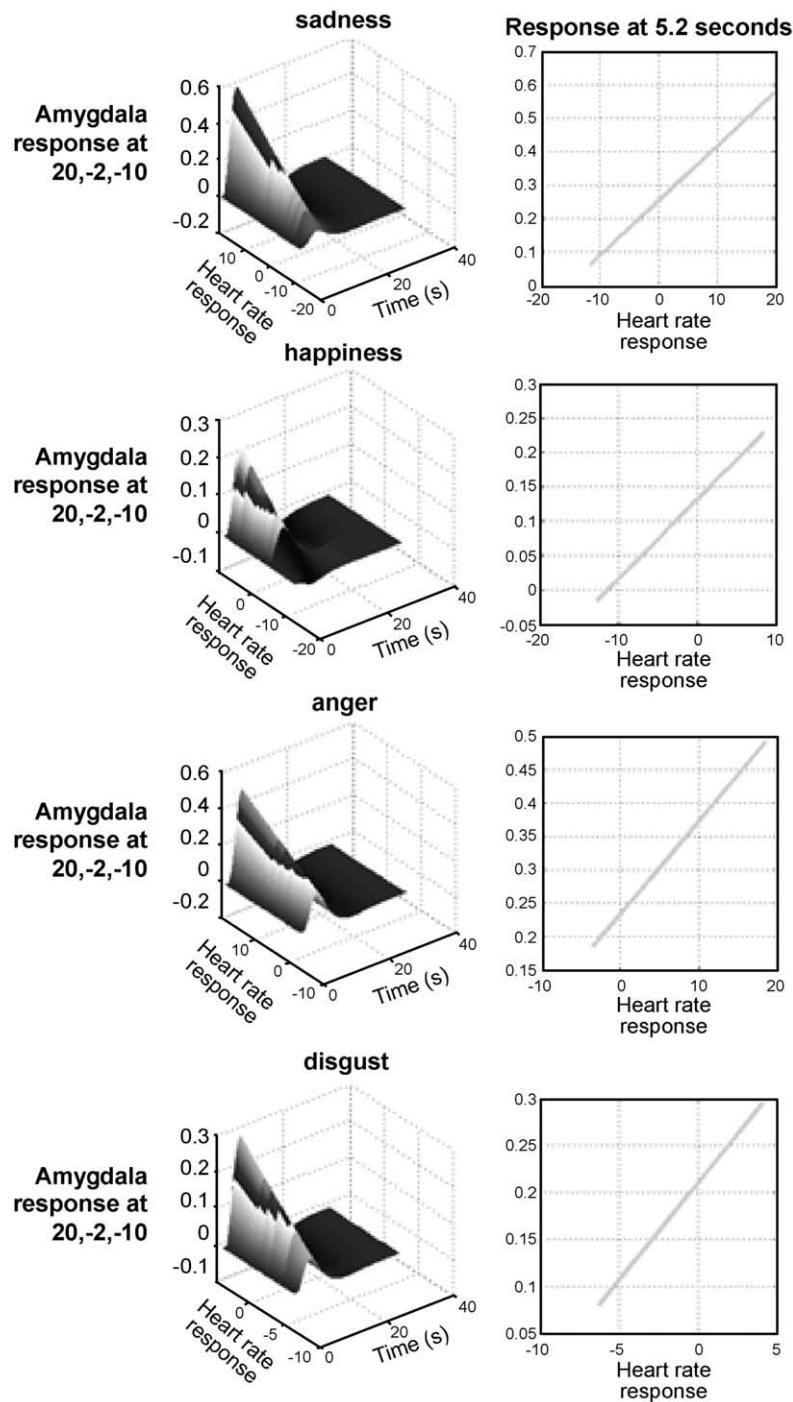 sadness
Response at 5.2 seconds
Amygdala
response at
20,-2,-10
0.6
0.4
0.2
0
-0.2
10
0
-10
-20
Heart rate
response
0
20
40
Time (s)
0.7
0.6
0.5
0.4
0.3
0.2
0.1
0
-20
-10
0
10
20
Heart rate
response
happiness
Amygdala
response at
20,-2,-10
0.3
0.2
0.1
0
-0.1
0
-10
-20
Heart rate
response
0
20
40
Time (s)
0.3
0.25
0.2
0.15
0.1
0.05
0
-0.05
-20
-10
0
10
Heart rate
response
anger
Amygdala
response at
20,-2,-10
0.6
0.4
0.2
0
-0.2
10
0
-10
Heart rate
response
0
20
40
Time (s)
0.5
0.45
0.4
0.35
0.3
0.25
0.2
0.15
-10
0
10
20
Heart rate
response
disgust
Amygdala
response at
20,-2,-10
0.3
0.2
0.1
0
-0.1
0
-5
-10
Heart rate
response
0
20
40
Time (s)
0.3
0.25
0.2
0.15
0.1
0.05
-10
-5
0
5
Heart rate
response